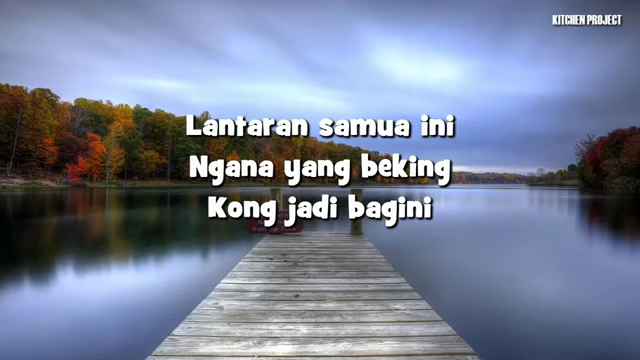 KITCHEN PROJECT
Lantaran samua ini
Ngana yang beking
Kong jadi bagini